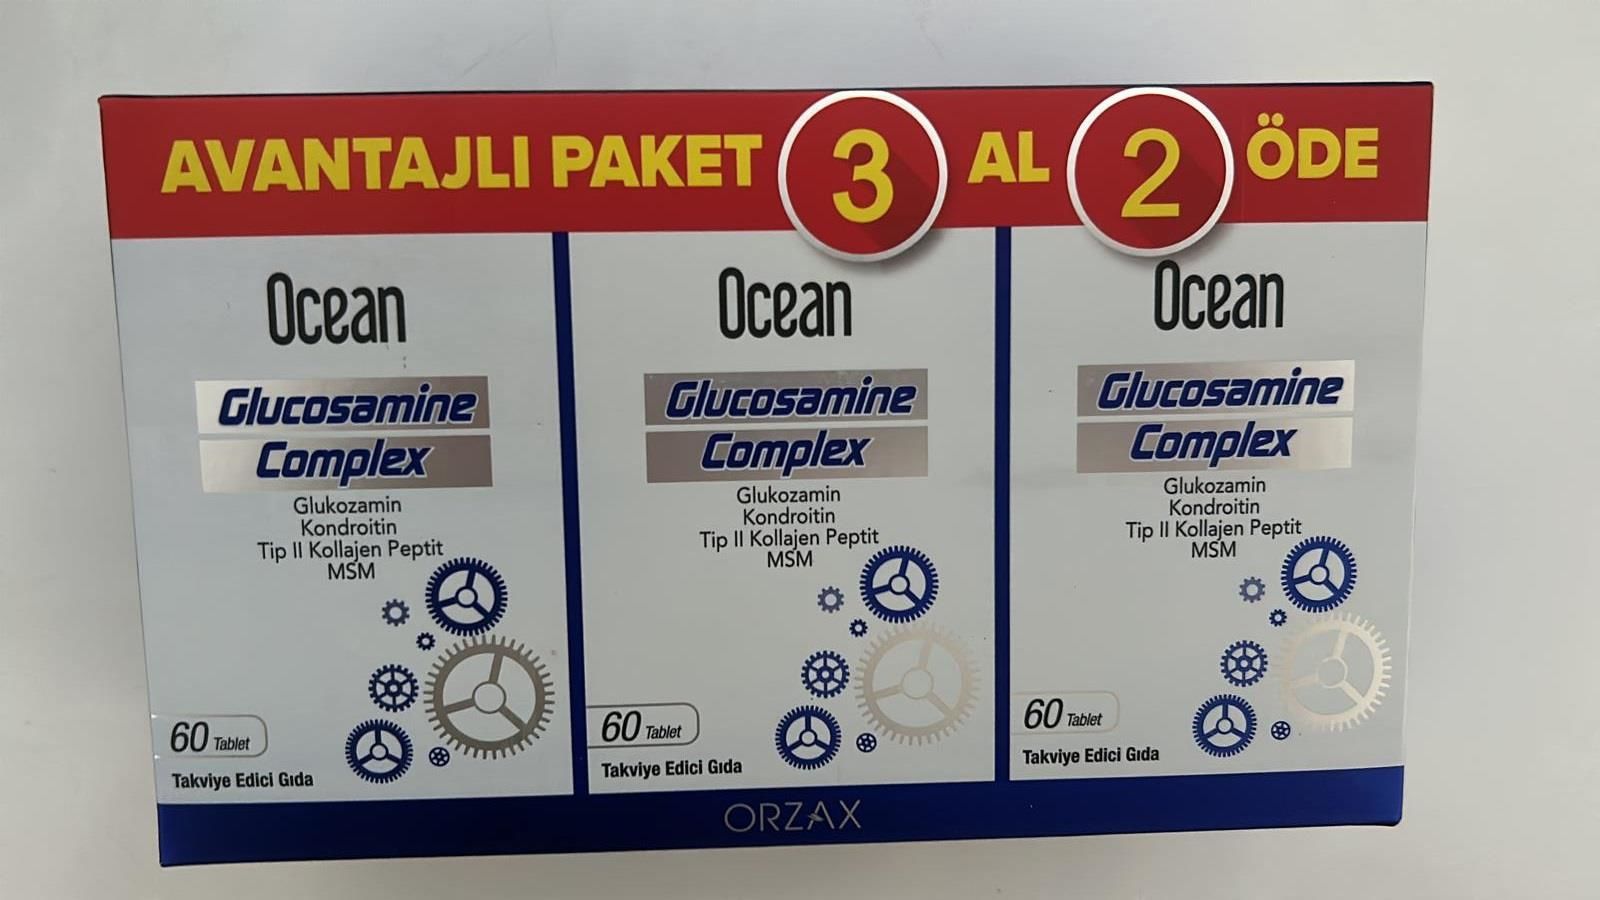 AVANTAJLI PAKET 3 AL 2 ÖDE
Ocean
Glucosamine
Complex
Glukozamin
Kondroitin
Tip II Kollajen Peptit
MSM
60 Tablet
Takviye Edici Gıda
Ocean
Glucosamine
Complex
Glukozamin
Kondroitin
Tip II Kollajen Peptit
MSM
60 Tablet
Takviye Edici Gıda
Ocean
Glucosamine
Complex
Glukozamin
Kondroitin
Tip II Kollajen Peptit
MSM
60 Tablet
Takviye Edici Gıda
ORZAX